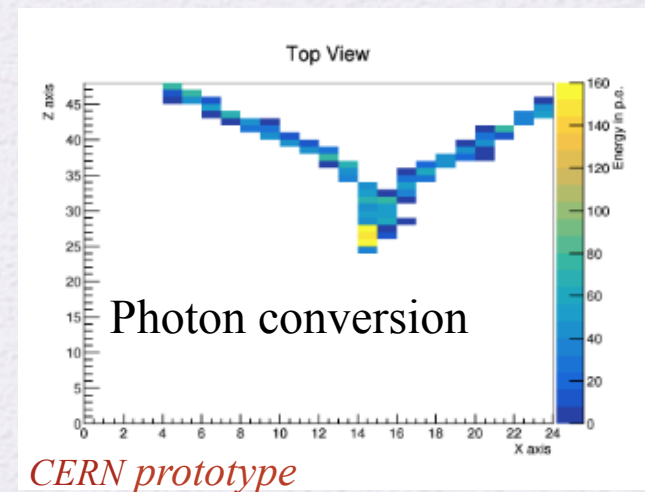 Top View
Z axis
45
40
35
30
25
20
15
10
5
0
Photon conversion
0 2 4 6 8 10 12 14 16 18 20 22 24
X axis
160
140
120
100
80
60
40
20
0
Energy in p.e.
CERN prototype